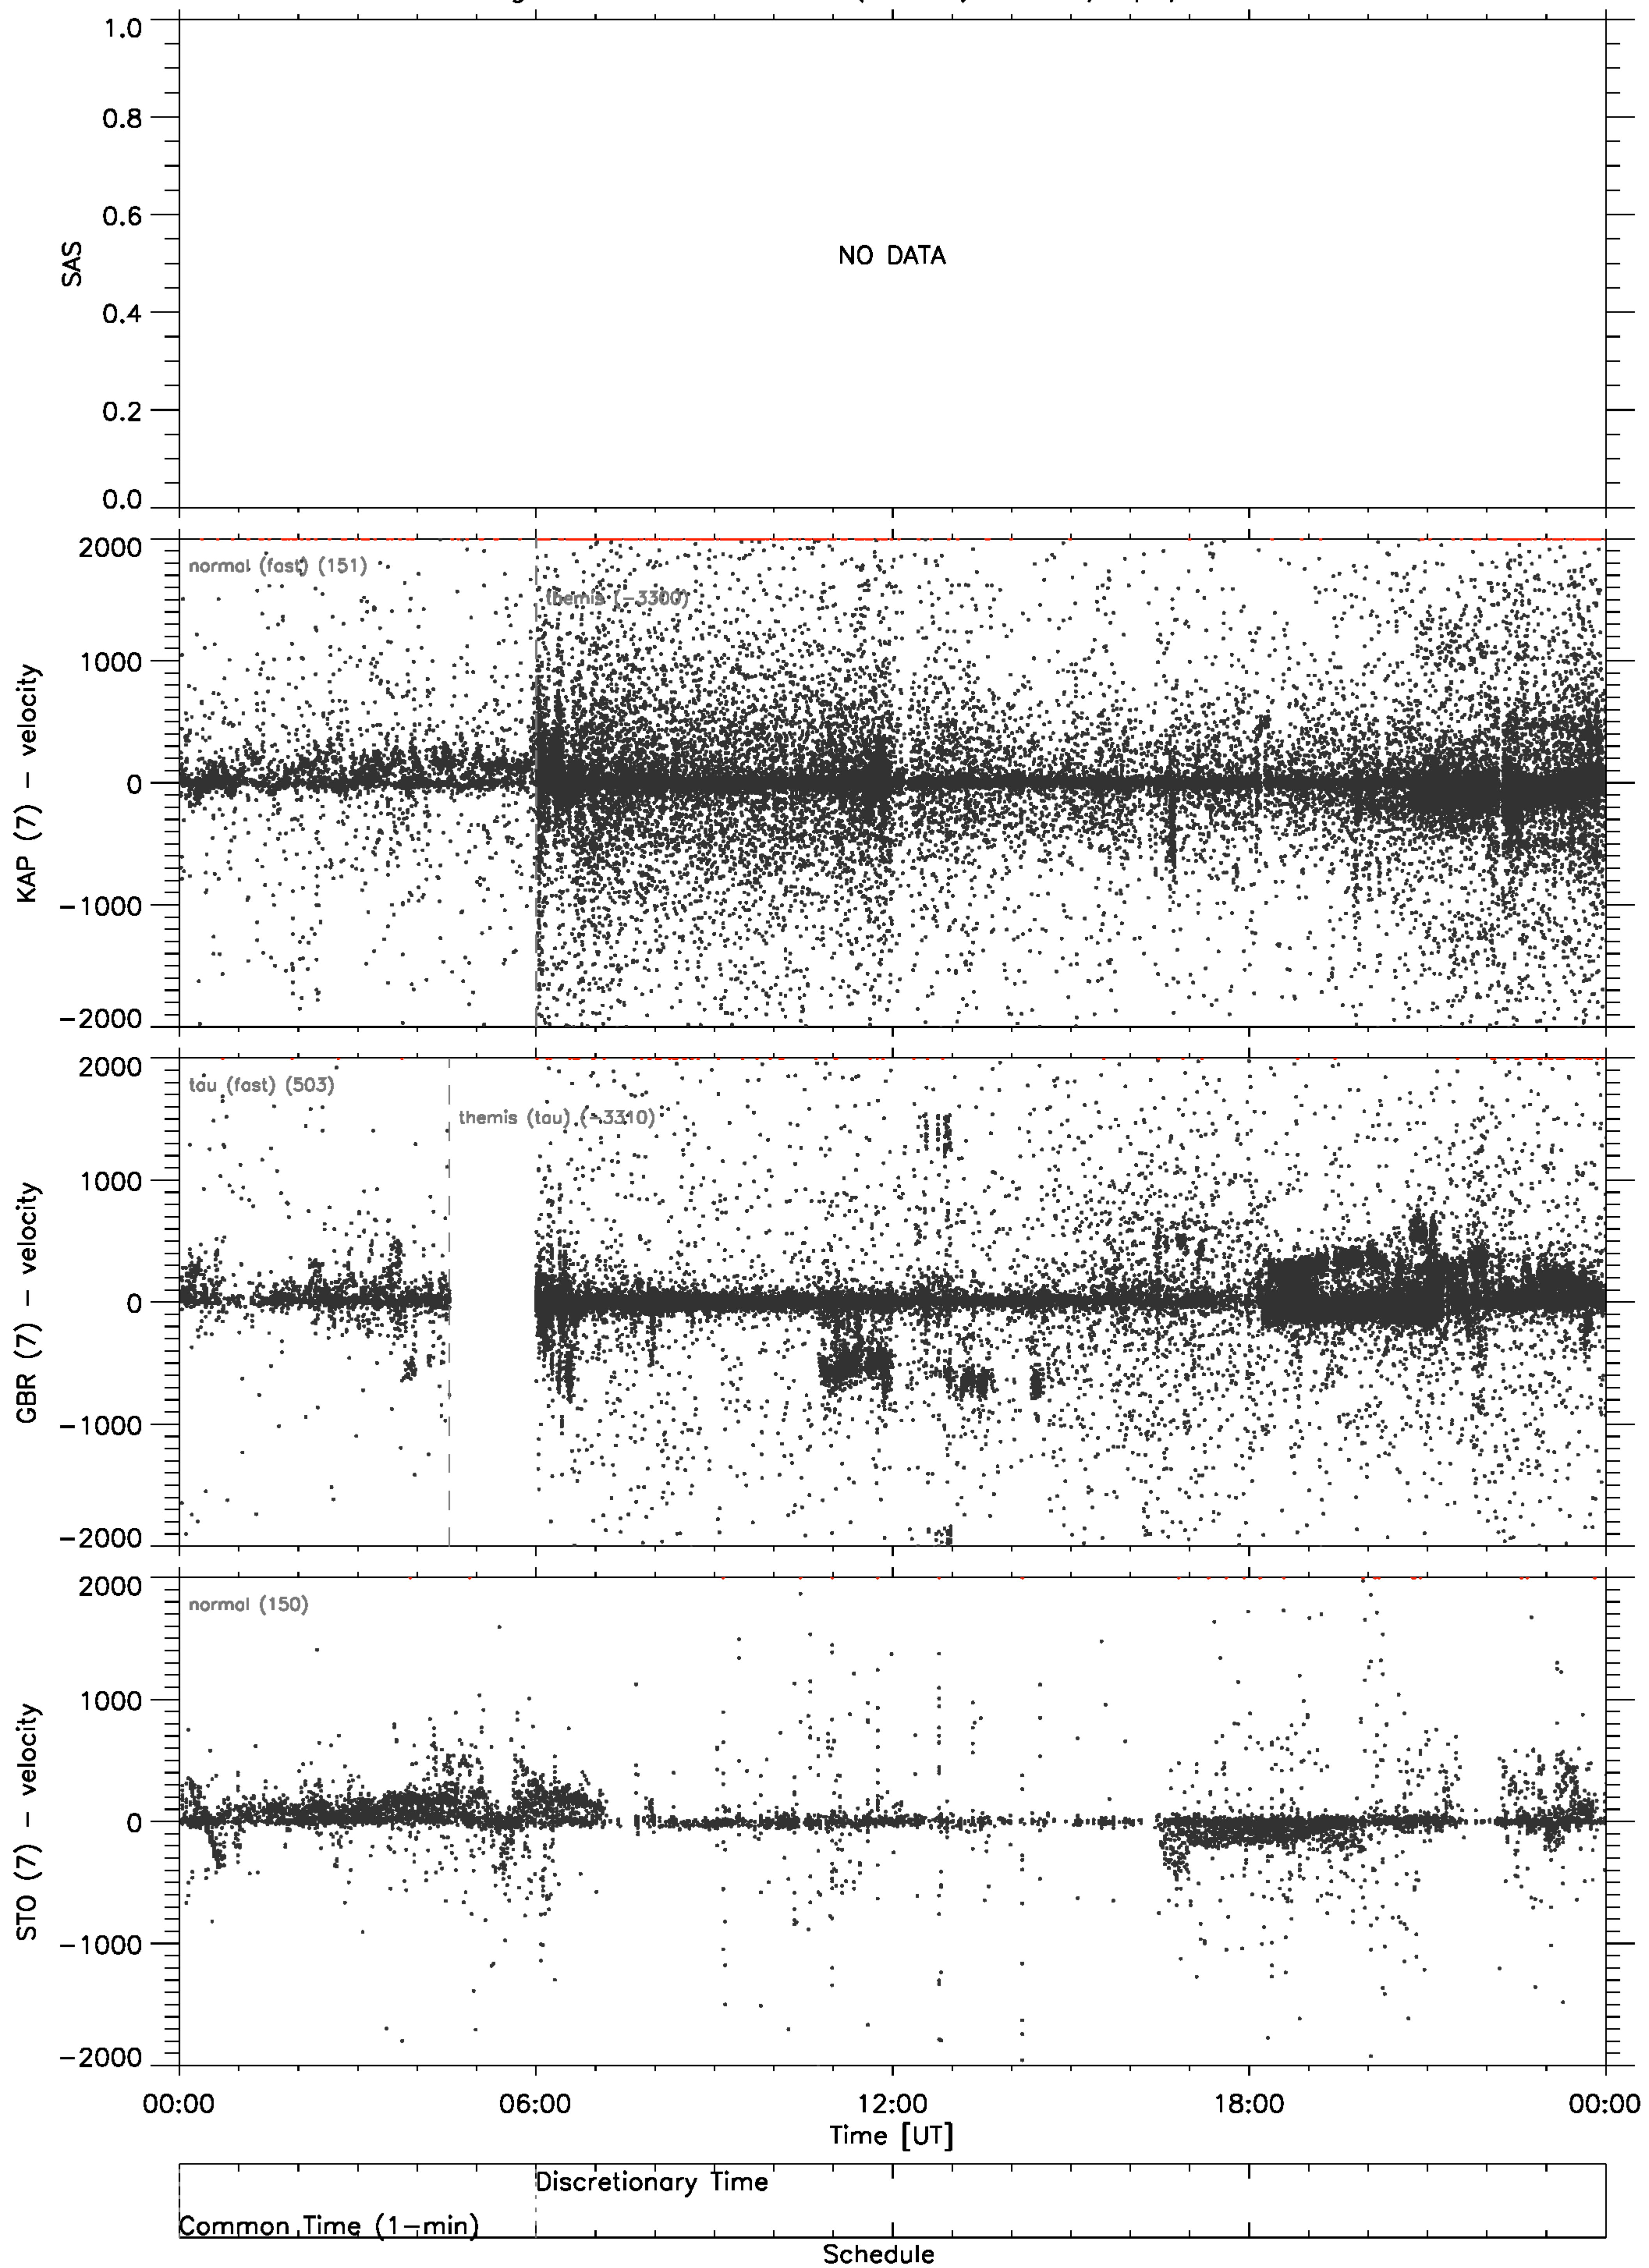 1.0
0.8
0.6
0.4
0.2
0.0
SAS
NO DATA
2000
1000
0
−1000
−2000
KAP (7) − velocity
normal (fast) (151)
themis (−3300)
2000
1000
0
−1000
−2000
GBR (7) − velocity
tau (fast) (503)
themis (tau) (−3310)
2000
1000
0
−1000
−2000
STO (7) − velocity
normal (150)
00:00 06:00 12:00 18:00 00:00
Time [UT]
Discretionary Time
Common Time (1−min)
Schedule